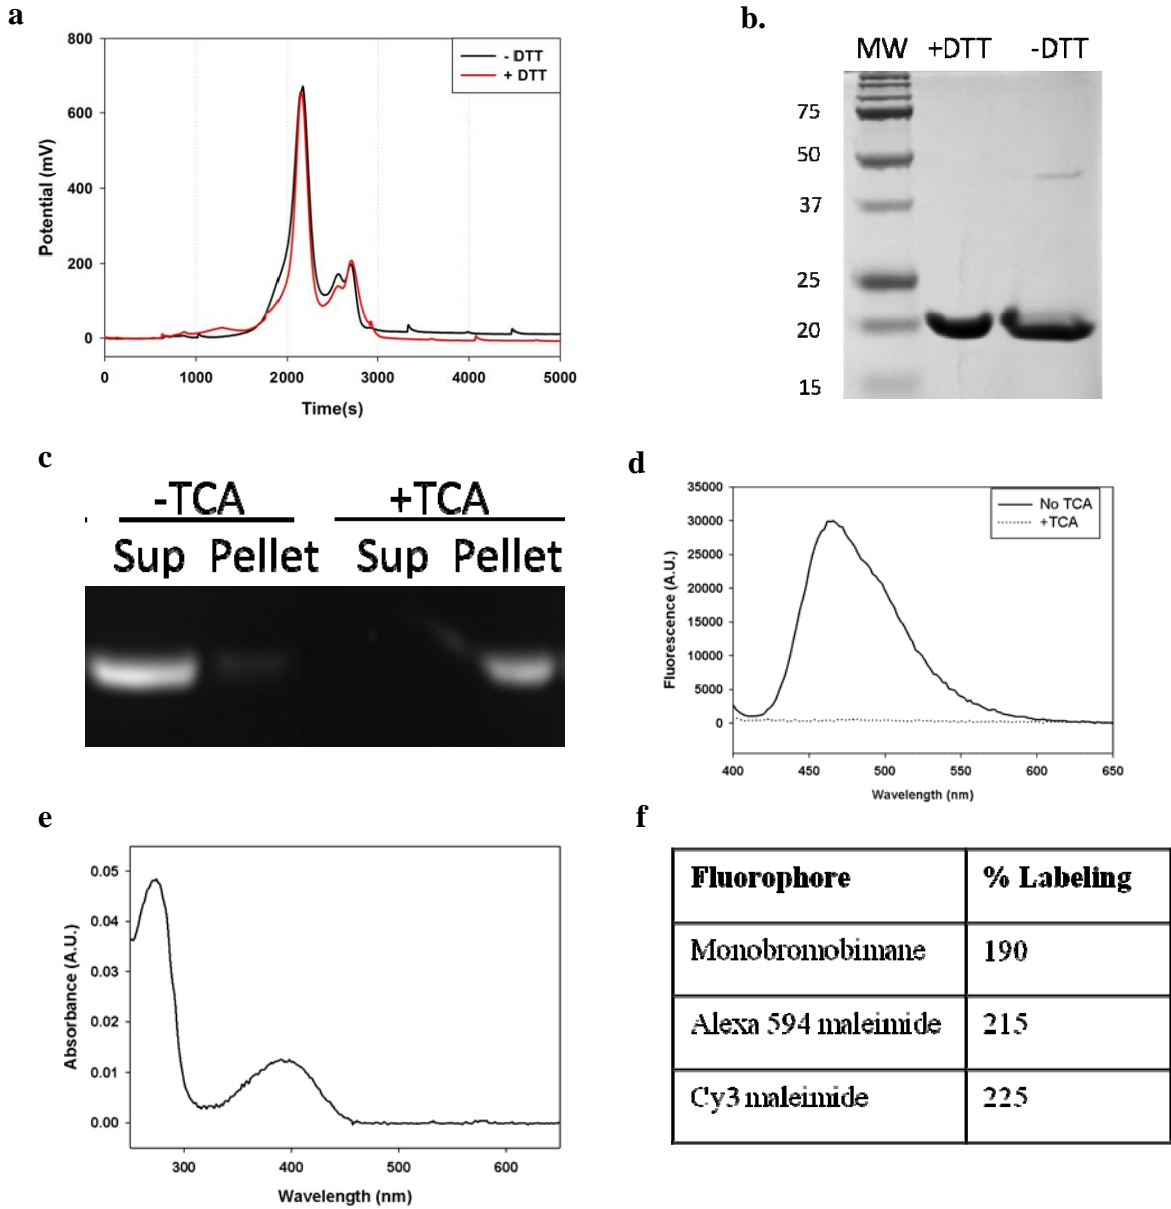 a
800
600
400
200
0
Potential (mV)
- DTT
+ DTT
0 1000 2000 3000 4000 5000
Time(s)
b.
MW +DTT -DTT
75
50
37
25
20
15
c
-TCA +TCA
Sup Pellet Sup Pellet
d
35000
30000
25000
20000
15000
10000
5000
0
Fluorescence (A.U.)
No TCA
+TCA
400 450 500 550 600 650
Wavelength (nm)
e
0.05
0.04
0.03
0.02
0.01
0.00
Absorbance (A.U.)
300 400 500 600
Wavelength (nm)
f
Fluorophore % Labeling
Monobromobimane 190
Alexa 594 maleimide 215
Cy3 maleimide 225